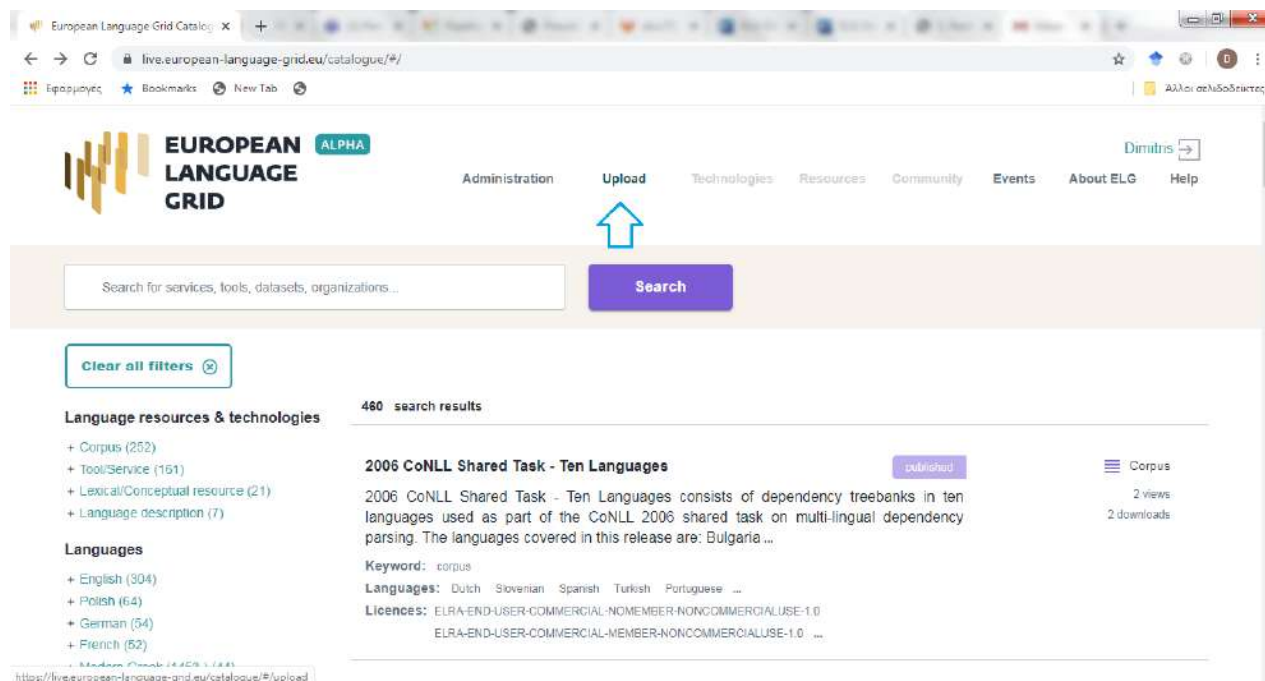 European Language Grid Catalog
live.european-language-grid.eu/catalogue/#/
D
Εφαρμογές Bookmarks New Tab
Άλλοι σελιδοδείκτες
EUROPEAN LANGUAGE GRID ALPHA
Dimitris
Administration Upload Technologies Resources Community Events About ELG Help
Search for services, tools, datasets, organizations...
Search
Clear all filters
460 search results
Language resources & technologies
+ Corpus (252)
+ Tool/Service (161)
+ Lexical/Conceptual resource (21)
+ Language description (7)
Languages
+ English (304)
+ Polish (64)
+ German (54)
+ French (52)
2006 CoNLL Shared Task - Ten Languages
published
Corpus
2 views
2 downloads
2006 CoNLL Shared Task - Ten Languages consists of dependency treebanks in ten
languages used as part of the CoNLL 2006 shared task on multi-lingual dependency
parsing. The languages covered in this release are: Bulgaria ...
Keyword: corpus
Languages: Dutch Slovenian Spanish Turkish Portuguese ...
Licences: ELRA-END-USER-COMMERCIAL-NOMEMBER-NONCOMMERCIALUSE-1.0
ELRA-END-USER-COMMERCIAL-MEMBER-NONCOMMERCIALUSE-1.0 ...
https://live.european-language-grid.eu/catalogue/#/upload